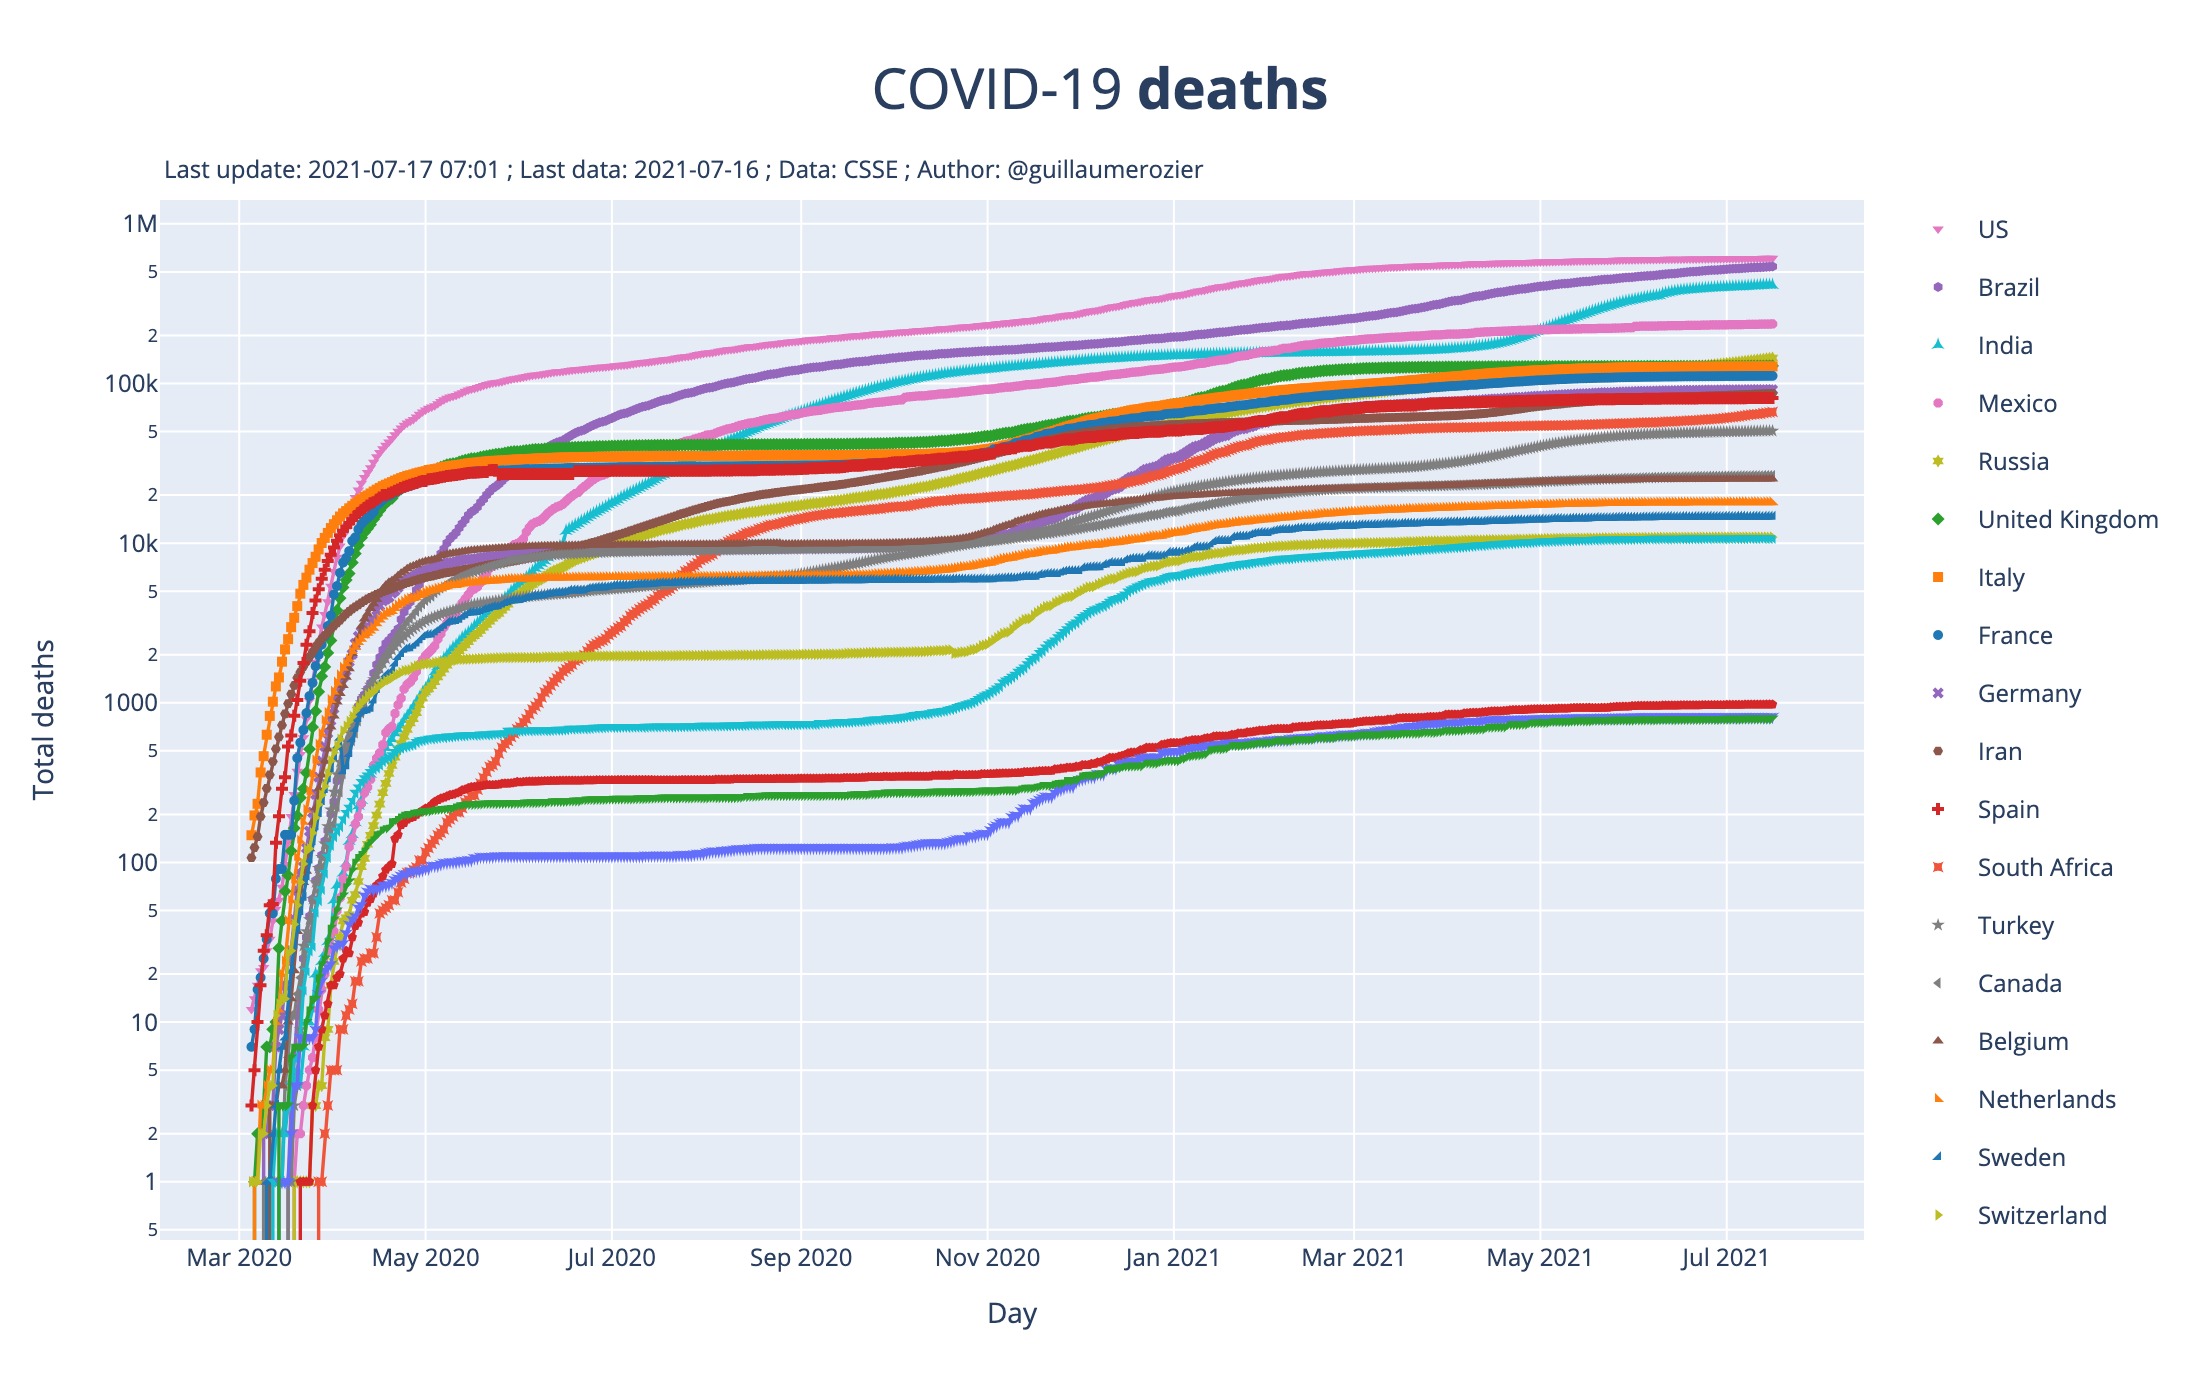 COVID-19 deaths
Last update: 2021-07-17 07:01 ; Last data: 2021-07-16 ; Data: CSSE ; Author: @guillaumerozier
1M
5
2
100k
5
2
10k
5
2
1000
5
2
100
5
2
10
5
2
1
5
Total deaths
Mar 2020
May 2020
Jul 2020
Sep 2020
Nov 2020
Jan 2021
Mar 2021
May 2021
Jul 2021
Day
US
Brazil
India
Mexico
Russia
United Kingdom
Italy
France
Germany
Iran
Spain
South Africa
Turkey
Canada
Belgium
Netherlands
Sweden
Switzerland